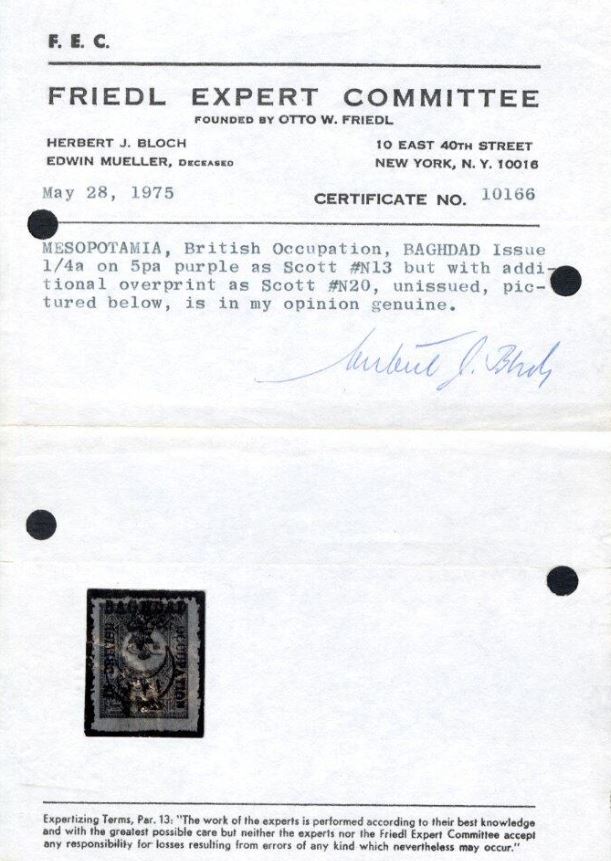 F. E. C.
FRIEDL EXPERT COMMITTEE
FOUNDED BY OTTO W. FRIEDL
HERBERT J. BLOCH
EDWIN MUELLER, DECEASED
10 EAST 40TH STREET
NEW YORK, N. Y. 10016
May 28, 1975
CERTIFICATE NO. 10166
MESOPOTAMIA, British Occupation, BAGHDAD Issue
1/4a on 5pa purple as Scott #N13 but with addi-
tional overprint as Scott #N20, unissued, pic-
tured below, is in my opinion genuine.
Herbert J. Bloch
BAGHDAD
IN BRITISH
OCCUPATION
Expertizing Terms, Par. 13: "The work of the experts is performed according to their best knowledge
and with the greatest possible care but neither the experts nor the Friedl Expert Committee accept
any responsibility for losses resulting from errors of any kind which nevertheless may occur."